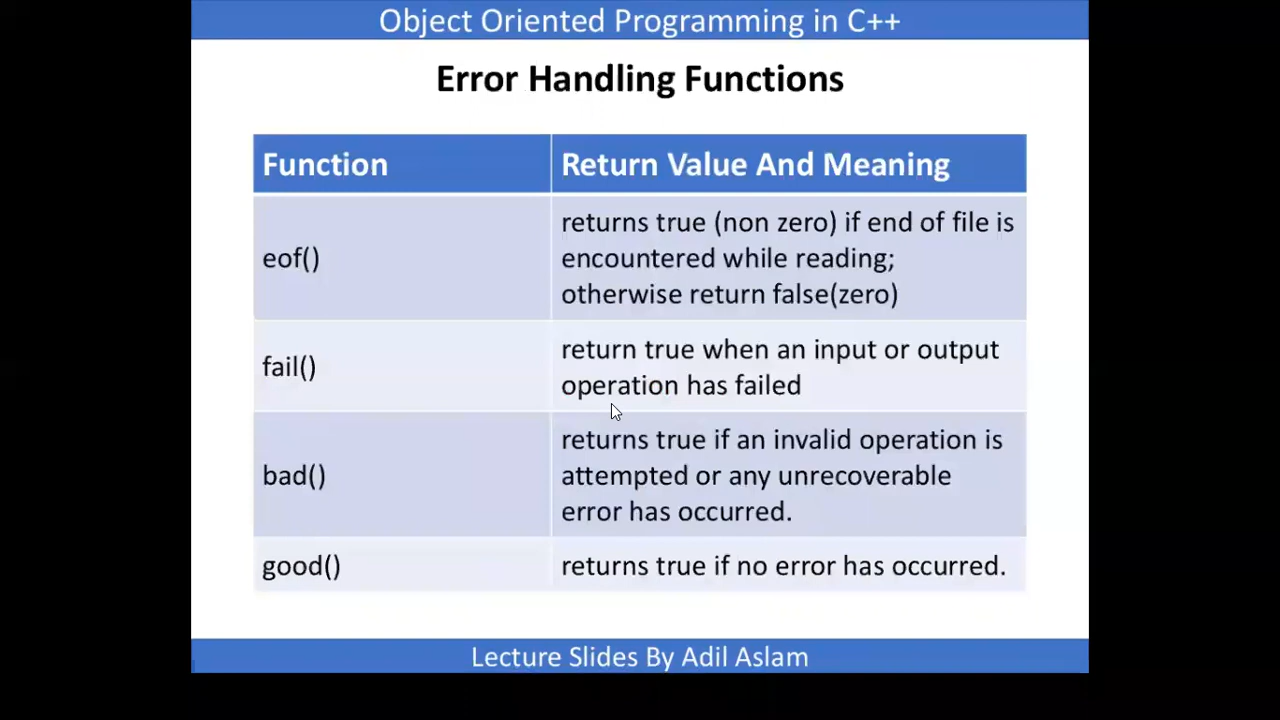 Object Oriented Programming in C++
Error Handling Functions
Function
Return Value And Meaning
eof()
returns true (non zero) if end of file is
encountered while reading;
otherwise return false(zero)
fail()
return true when an input or output
operation has failed
bad()
returns true if an invalid operation is
attempted or any unrecoverable
error has occurred.
good()
returns true if no error has occurred.
Lecture Slides By Adil Aslam